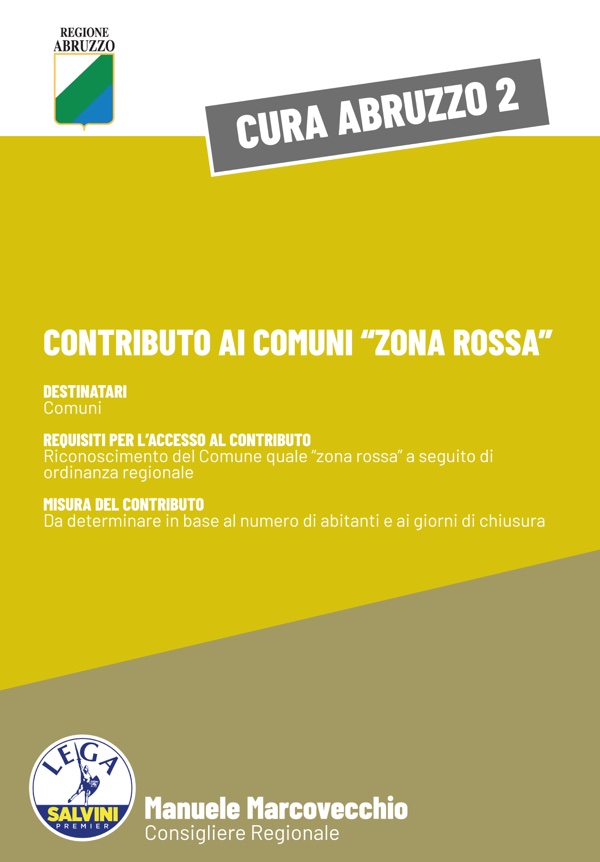 REGIONE
ABRUZZO
CURA ABRUZZO 2
CONTRIBUTO AI COMUNI “ZONA ROSSA”
DESTINATARI
Comuni
REQUISITI PER L’ACCESSO AL CONTRIBUTO
Riconoscimento del Comune quale “zona rossa” a seguito di
ordinanza regionale
MISURA DEL CONTRIBUTO
Da determinare in base al numero di abitanti e ai giorni di chiusura
LEGA
SALVINI
PREMIER
Manuele Marcovecchio
Consigliere Regionale